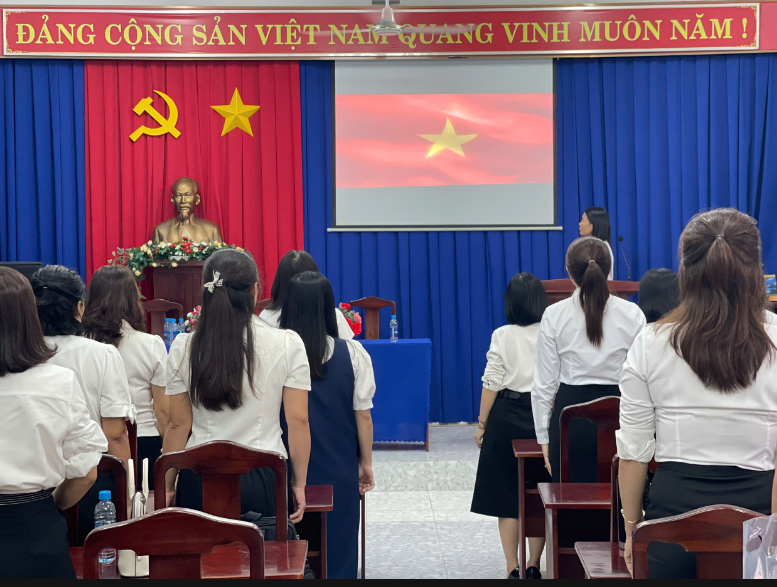 ĐẢNG CỘNG SẢN VIỆT NAM QUANG VINH MUÔN NĂM !